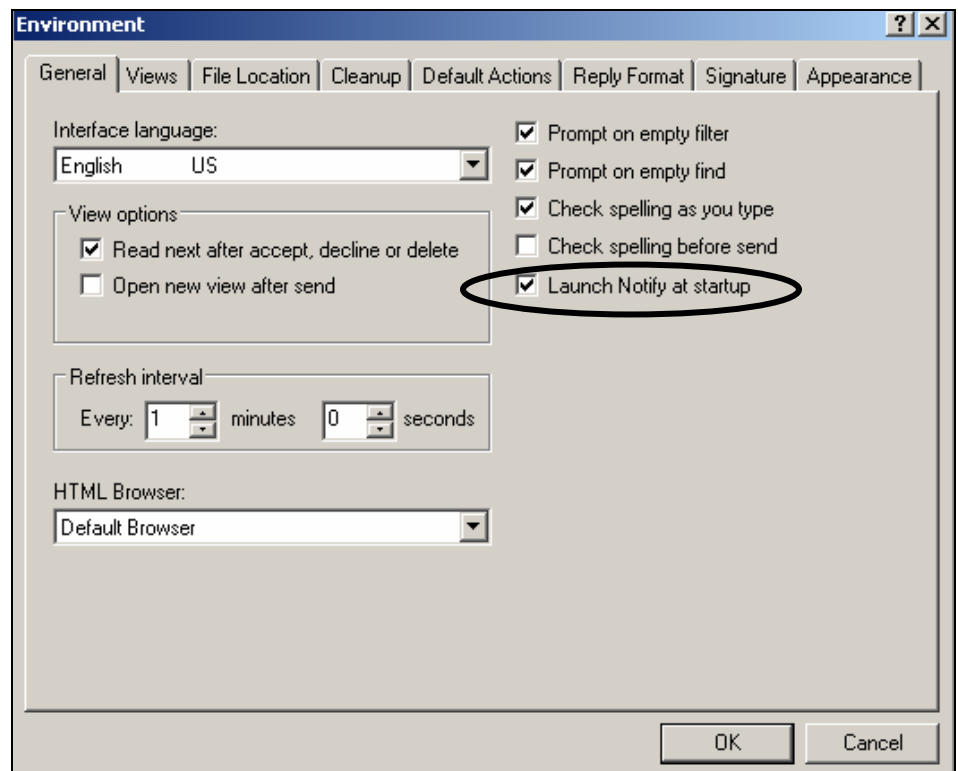 Environment
General Views File Location Cleanup Default Actions Reply Format Signature Appearance
Interface language:
English US
View options
Read next after accept, decline or delete
Open new view after send
Refresh interval
Every: 1 minutes 0 seconds
HTML Browser:
Default Browser
Prompt on empty filter
Prompt on empty find
Check spelling as you type
Check spelling before send
Launch Notify at startup
OK Cancel